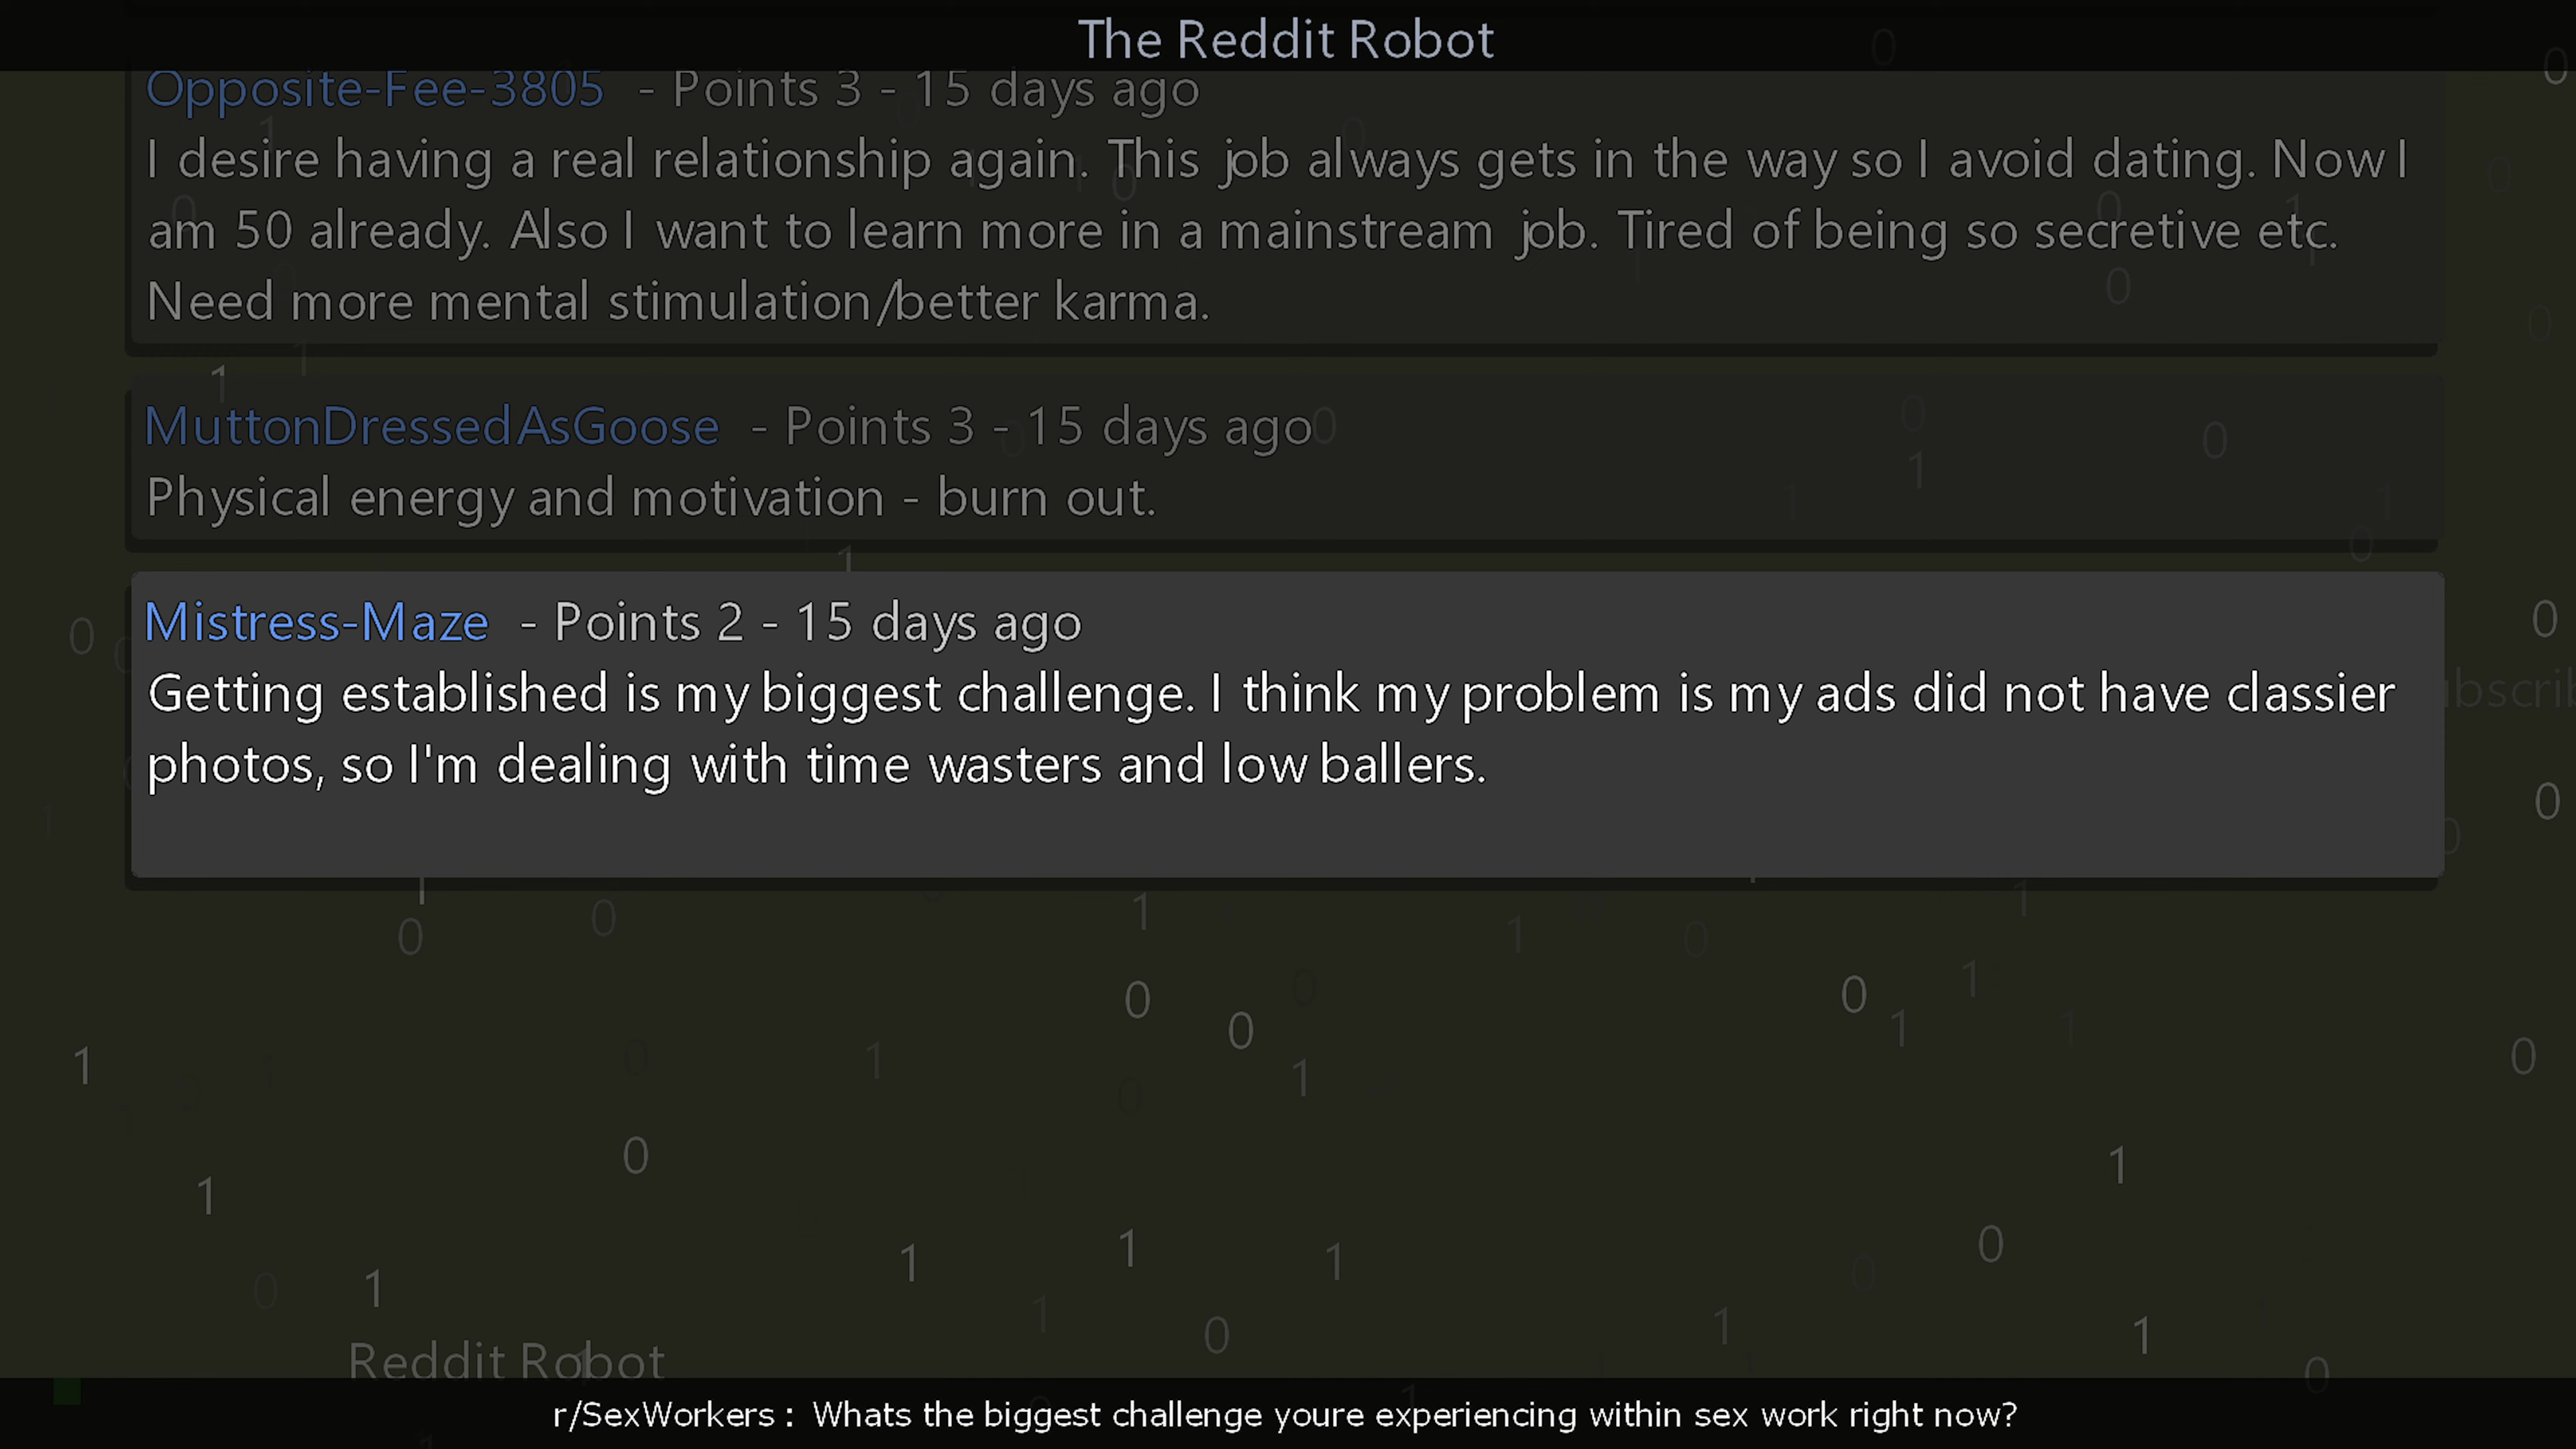 The Reddit Robot
Opposite-Fee-3805 - Points 3 - 15 days ago
I desire having a real relationship again. This job always gets in the way so I avoid dating. Now I
am 50 already. Also I want to learn more in a mainstream job. Tired of being so secretive etc.
Need more mental stimulation/better karma.
MuttonDressedAsGoose - Points 3 - 15 days ago
Physical energy and motivation - burn out.
Mistress-Maze - Points 2 - 15 days ago
Getting established is my biggest challenge. I think my problem is my ads did not have classier
photos, so I'm dealing with time wasters and low ballers.
Reddit Robot
r/SexWorkers : Whats the biggest challenge youre experiencing within sex work right now?